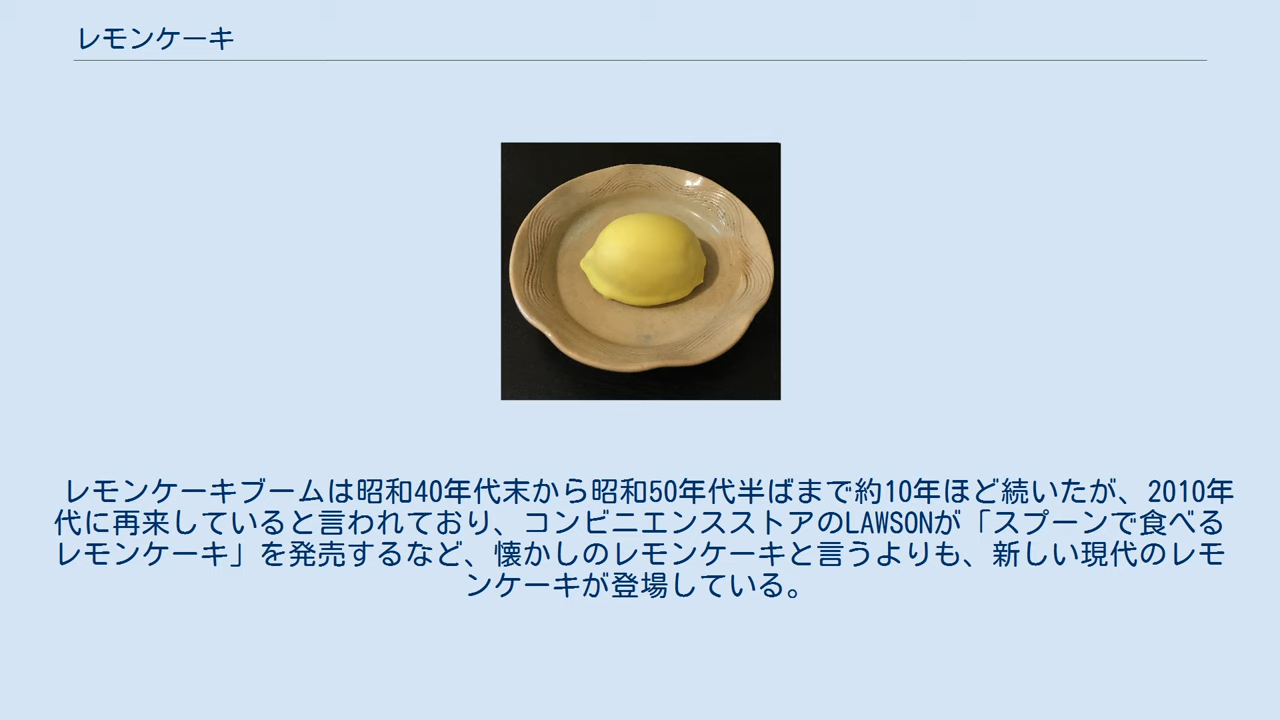 レモンケーキ
レモンケーキブームは昭和40年代末から昭和50年代半ばまで約10年ほど続いたが、2010年
代に再来していると言われており、コンビニエンスストアのLAWSONが「スプーンで食べる
レモンケーキ」を発売するなど、懐かしのレモンケーキと言うよりも、新しい現代のレモ
ンケーキが登場している。